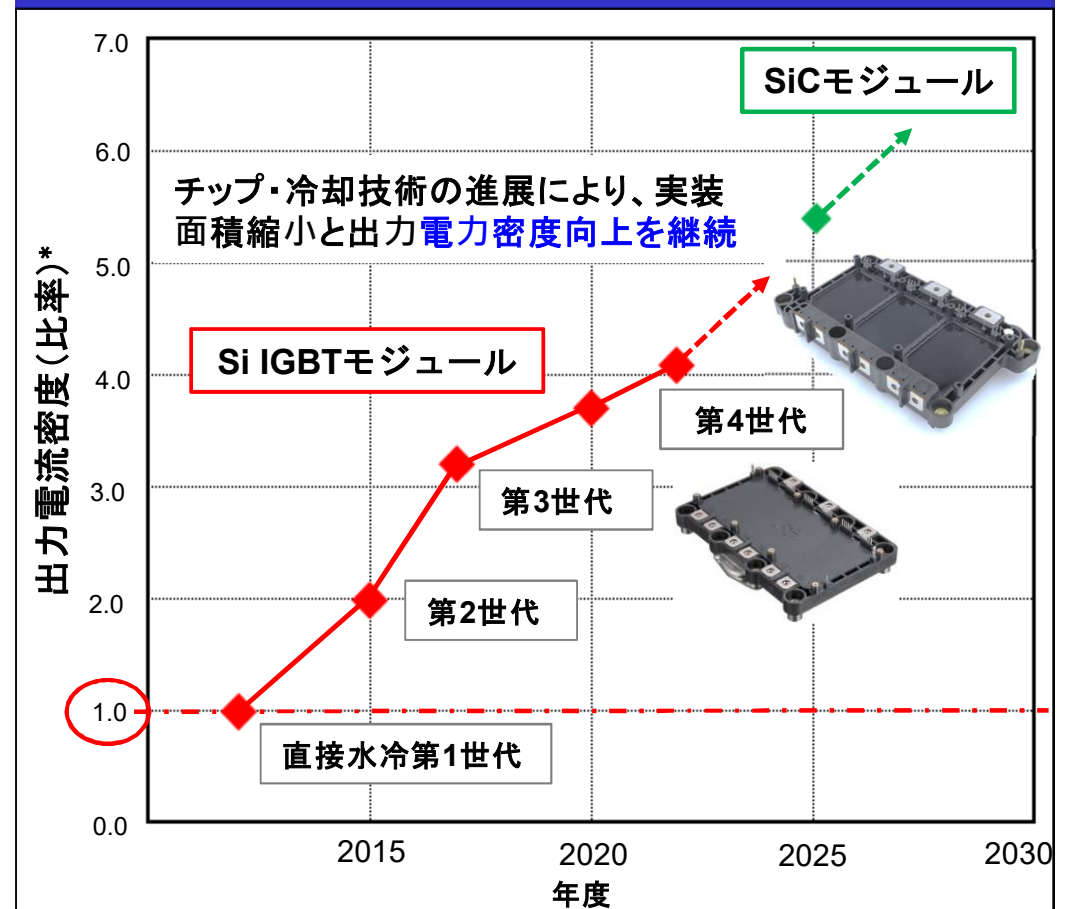 7.0
SiCモジュール
6.0
チップ・冷却技術の進展により、実装
面積縮小と出力電力密度向上を継続
5.0
Si IGBTモジュール
4.0
第4世代
3.0
第3世代
2.0
第2世代
1.0
直接水冷第1世代
0.0
出力電流密度(比率)*
2015
2020
2025
2030
年度